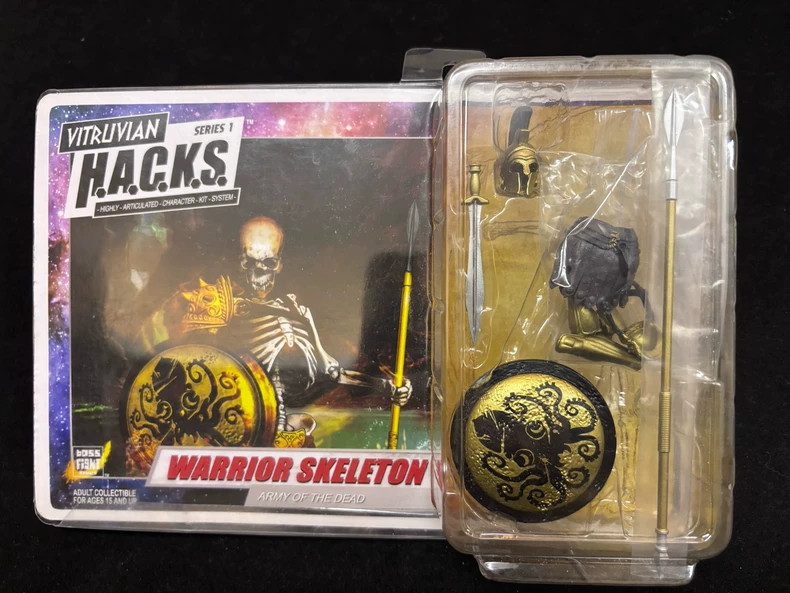 VITRUVIAN
SERIES 1
H.A.C.K.S.
TM
- HIGHLY - ARTICULATED - CHARACTER - KIT - SYSTEM -
boss
FIGHT
ADULT COLLECTIBLE
FOR AGES 15 AND UP
WARRIOR SKELETON
ARMY OF THE DEAD